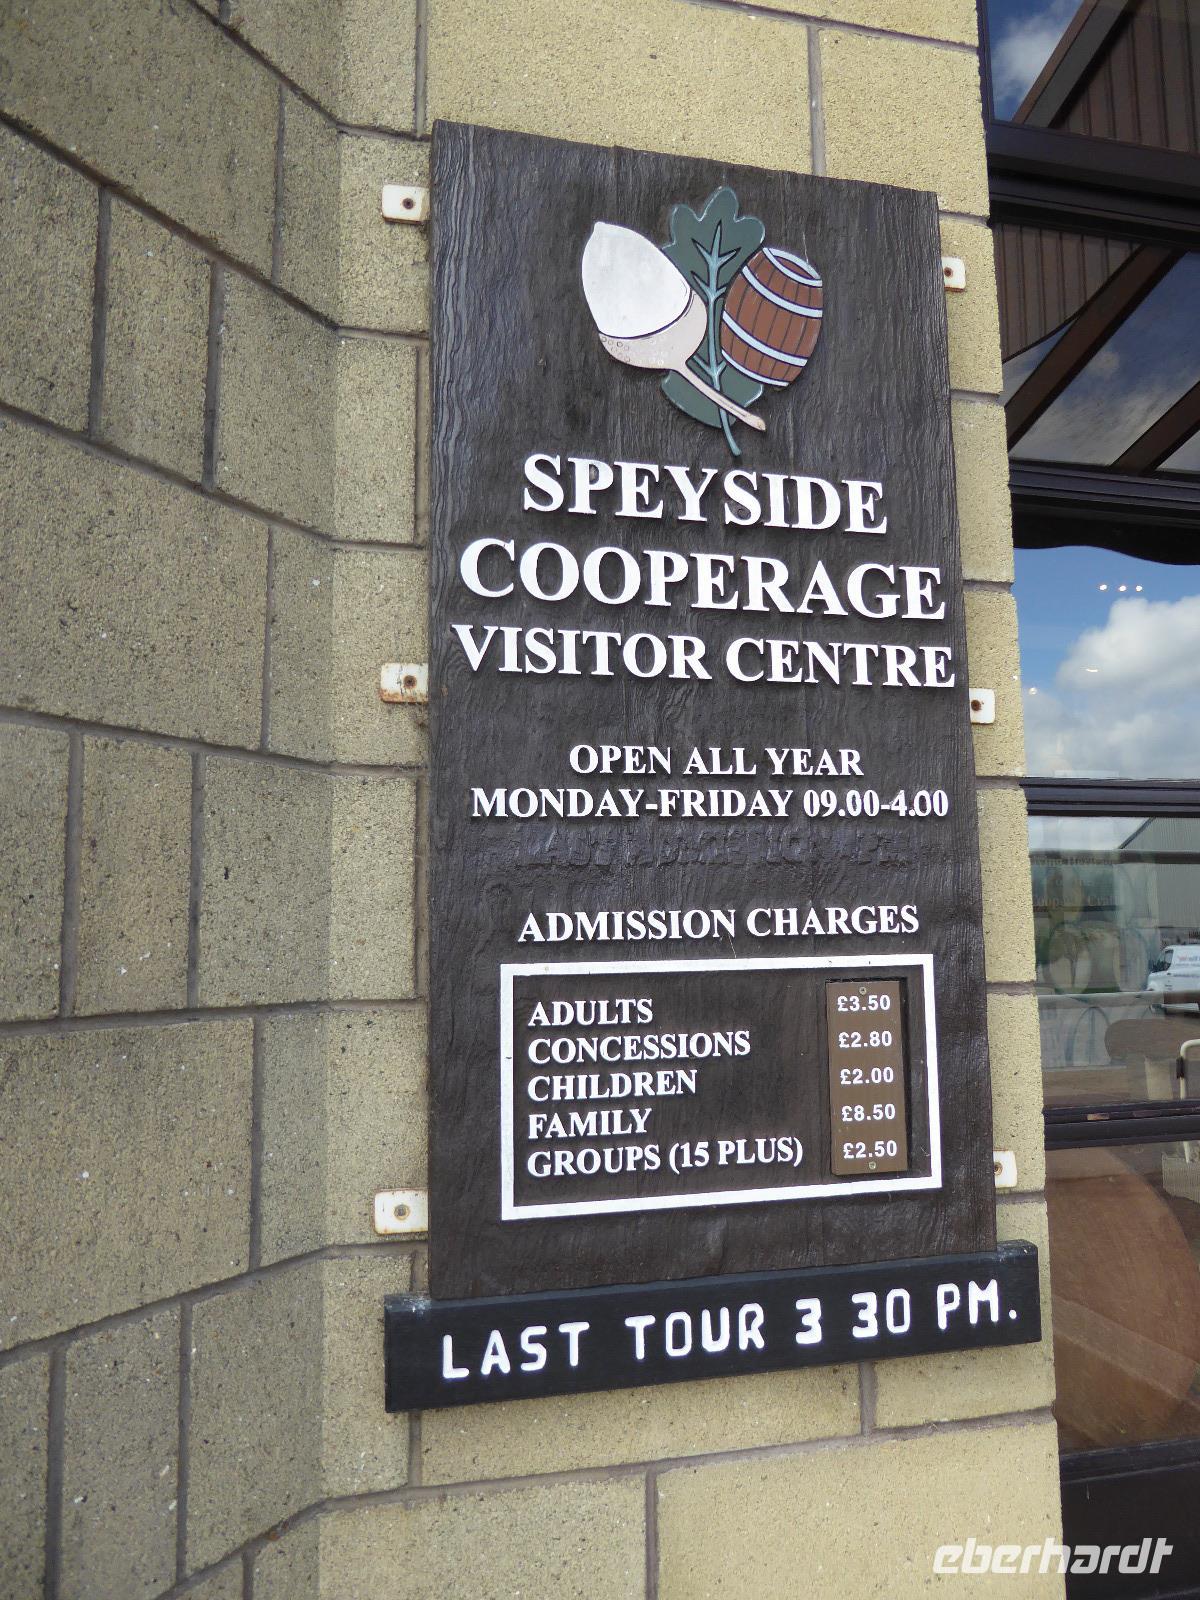 SPEYSIDE
COOPERAGE
VISITOR CENTRE
OPEN ALL YEAR
MONDAY-FRIDAY 09.00-4.00
ADMISSION CHARGES
ADULTS £3.50
CONCESSIONS £2.80
CHILDREN £2.00
FAMILY £8.50
GROUPS (15 PLUS) £2.50
LAST TOUR 3 30 PM.
eberhardt